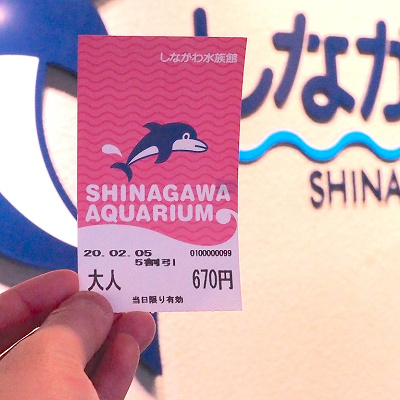 しながわ水族館
SHINAGAWA
AQUARIUM
20.02.05 0100000099
5割引
大人 670円
当日限り有効
しなが
SHINA